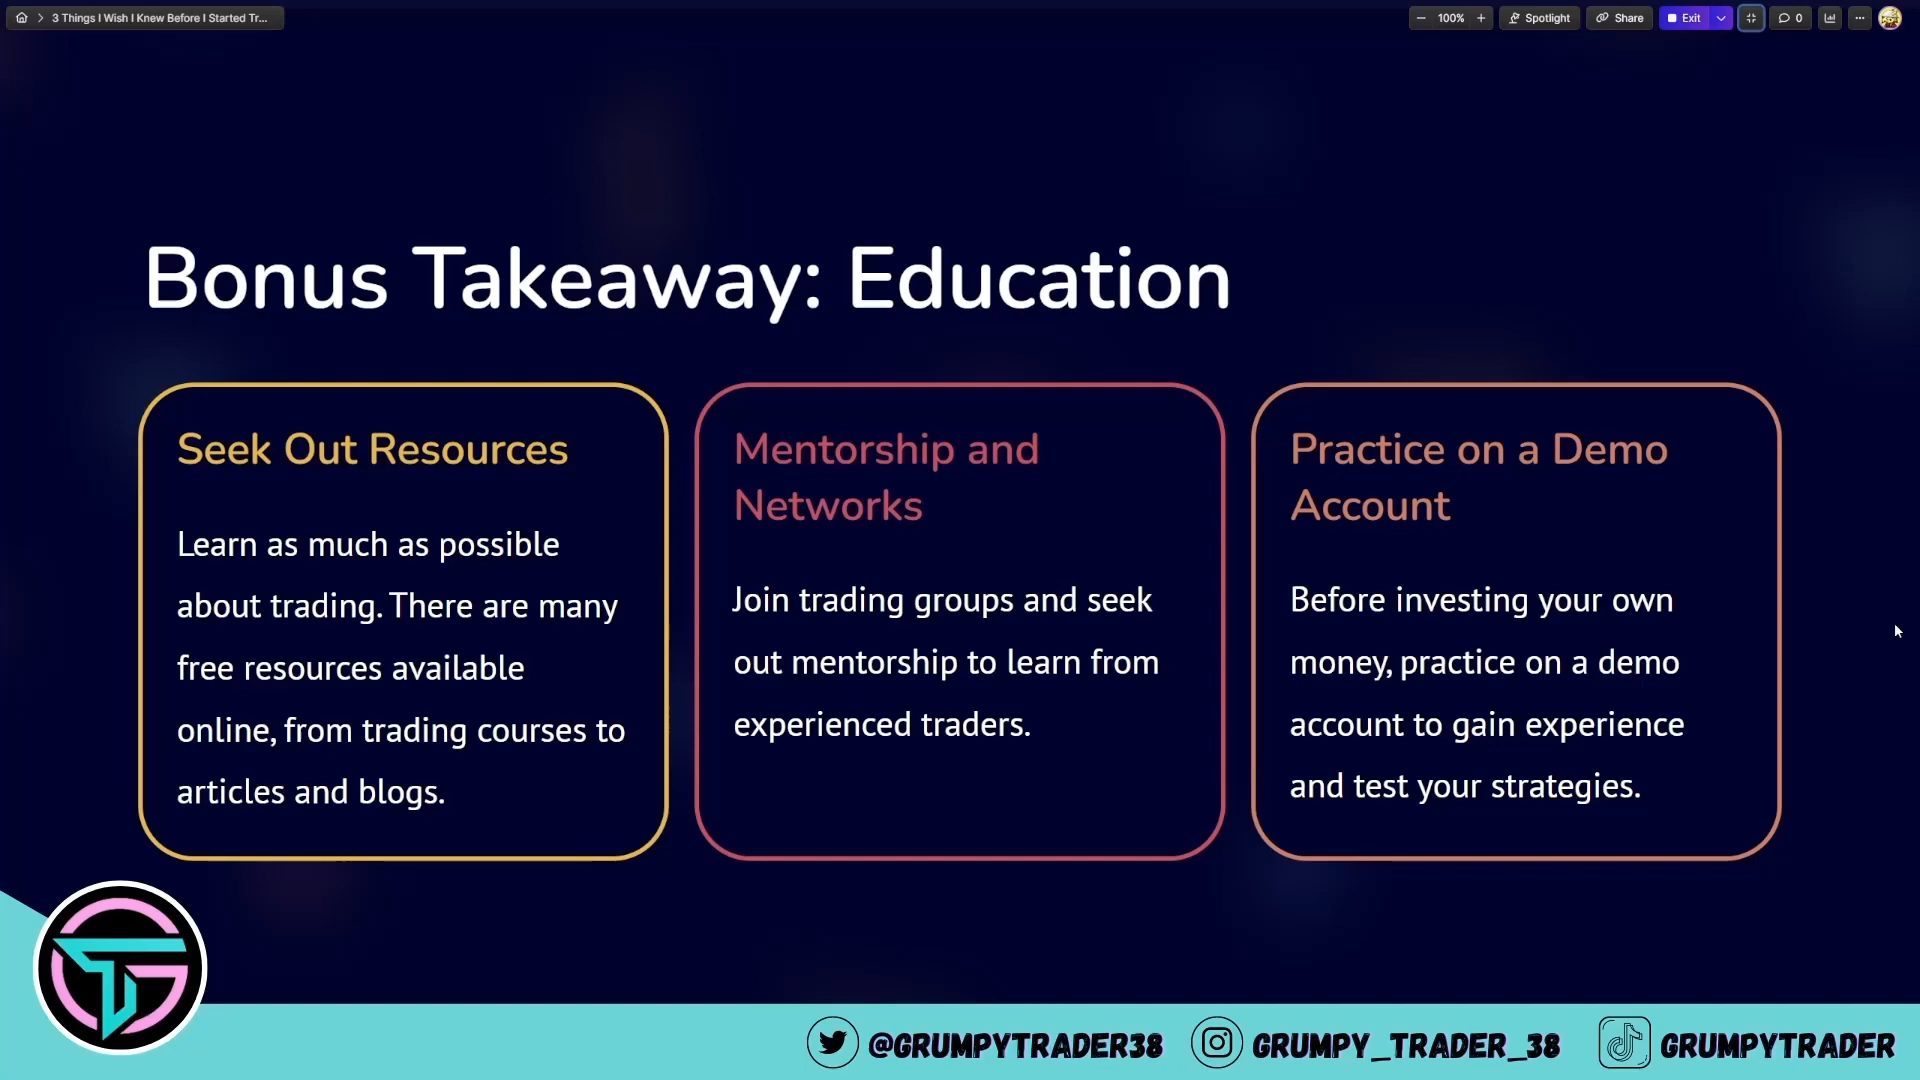 3 Things I Wish I Knew Before I Started Tr...
100%
Spotlight
Share
Exit
0
Bonus Takeaway: Education
Seek Out Resources
Learn as much as possible
about trading. There are many
free resources available
online, from trading courses to
articles and blogs.
Mentorship and
Networks
Join trading groups and seek
out mentorship to learn from
experienced traders.
Practice on a Demo
Account
Before investing your own
money, practice on a demo
account to gain experience
and test your strategies.
@GRUMPYTRADER38
GRUMPY_TRADER_38
GRUMPYTRADER